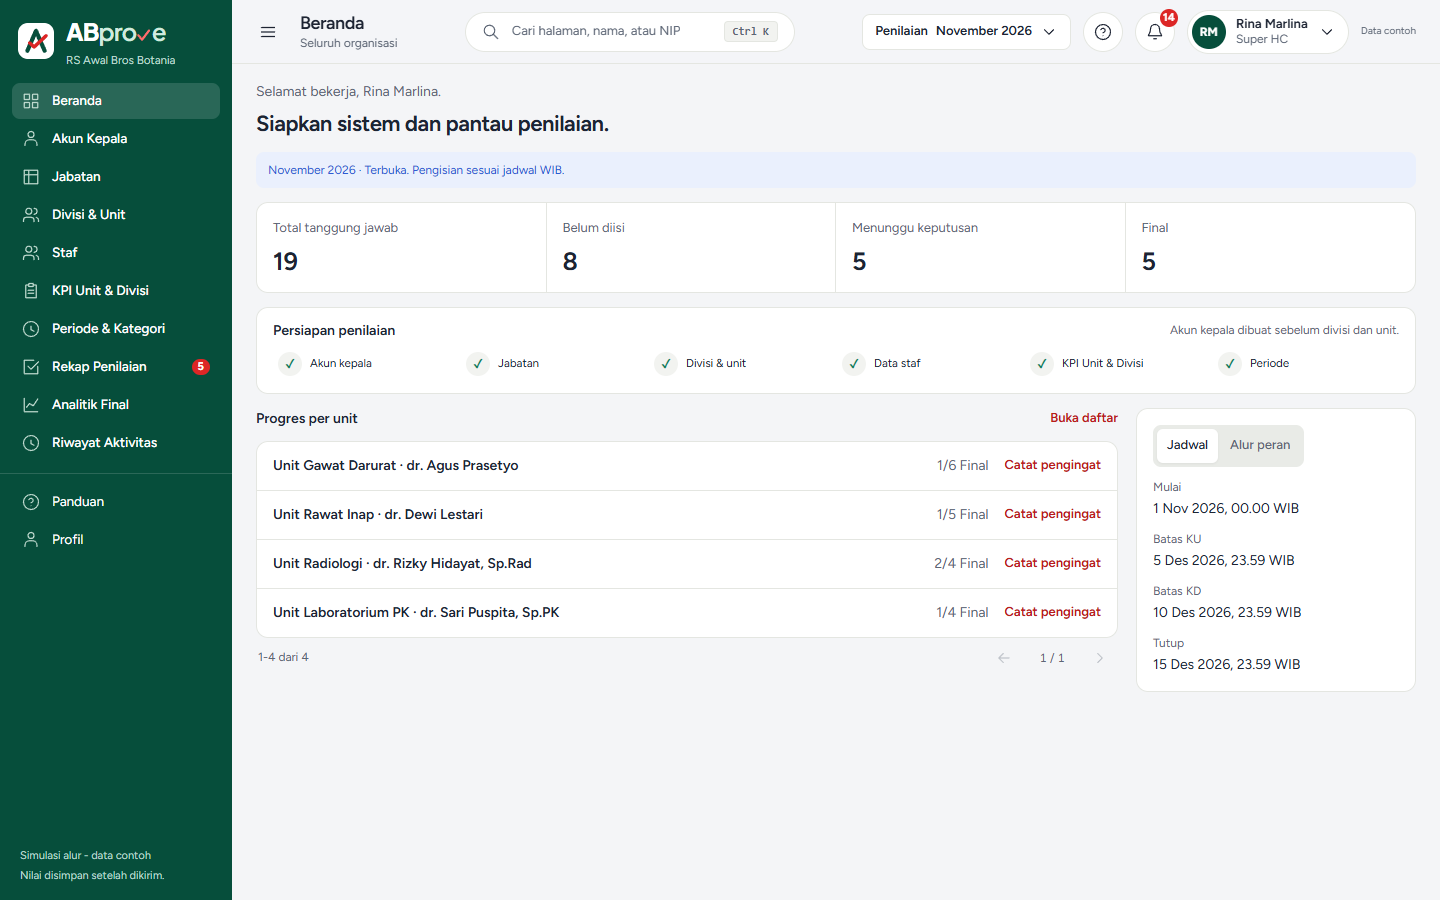 ABprove
RS Awal Bros Botania
Beranda
Akun Kepala
Jabatan
Divisi & Unit
Staf
KPI Unit & Divisi
Periode & Kategori
Rekap Penilaian 5
Analitik Final
Riwayat Aktivitas
Panduan
Profil
Simulasi alur - data contoh
Nilai disimpan setelah dikirim.
Beranda
Seluruh organisasi
Cari halaman, nama, atau NIP Ctrl K
Penilaian November 2026
14
RM
Rina Marlina
Super HC
Data contoh
Selamat bekerja, Rina Marlina.
Siapkan sistem dan pantau penilaian.
November 2026 · Terbuka. Pengisian sesuai jadwal WIB.
Total tanggung jawab
19
Belum diisi
8
Menunggu keputusan
5
Final
5
Persiapan penilaian
Akun kepala dibuat sebelum divisi dan unit.
✓ Akun kepala
✓ Jabatan
✓ Divisi & unit
✓ Data staf
✓ KPI Unit & Divisi
✓ Periode
Progres per unit
Buka daftar
Unit Gawat Darurat · dr. Agus Prasetyo 1/6 Final Catat pengingat
Unit Rawat Inap · dr. Dewi Lestari 1/5 Final Catat pengingat
Unit Radiologi · dr. Rizky Hidayat, Sp.Rad 2/4 Final Catat pengingat
Unit Laboratorium PK · dr. Sari Puspita, Sp.PK 1/4 Final Catat pengingat
1-4 dari 4
1 / 1
Jadwal
Alur peran
Mulai
1 Nov 2026, 00.00 WIB
Batas KU
5 Des 2026, 23.59 WIB
Batas KD
10 Des 2026, 23.59 WIB
Tutup
15 Des 2026, 23.59 WIB